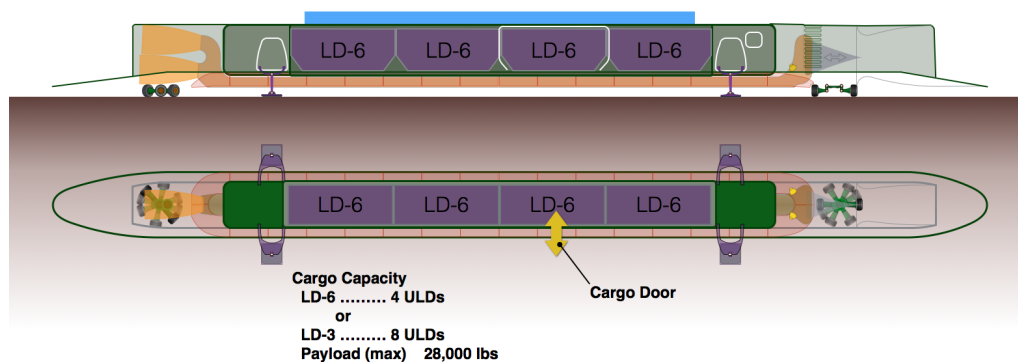 LD-6 LD-6 LD-6 LD-6
LD-6 LD-6 LD-6 LD-6
Cargo Capacity
LD-6 ......... 4 ULDs
or
LD-3 ......... 8 ULDs
Payload (max) 28,000 lbs
Cargo Door